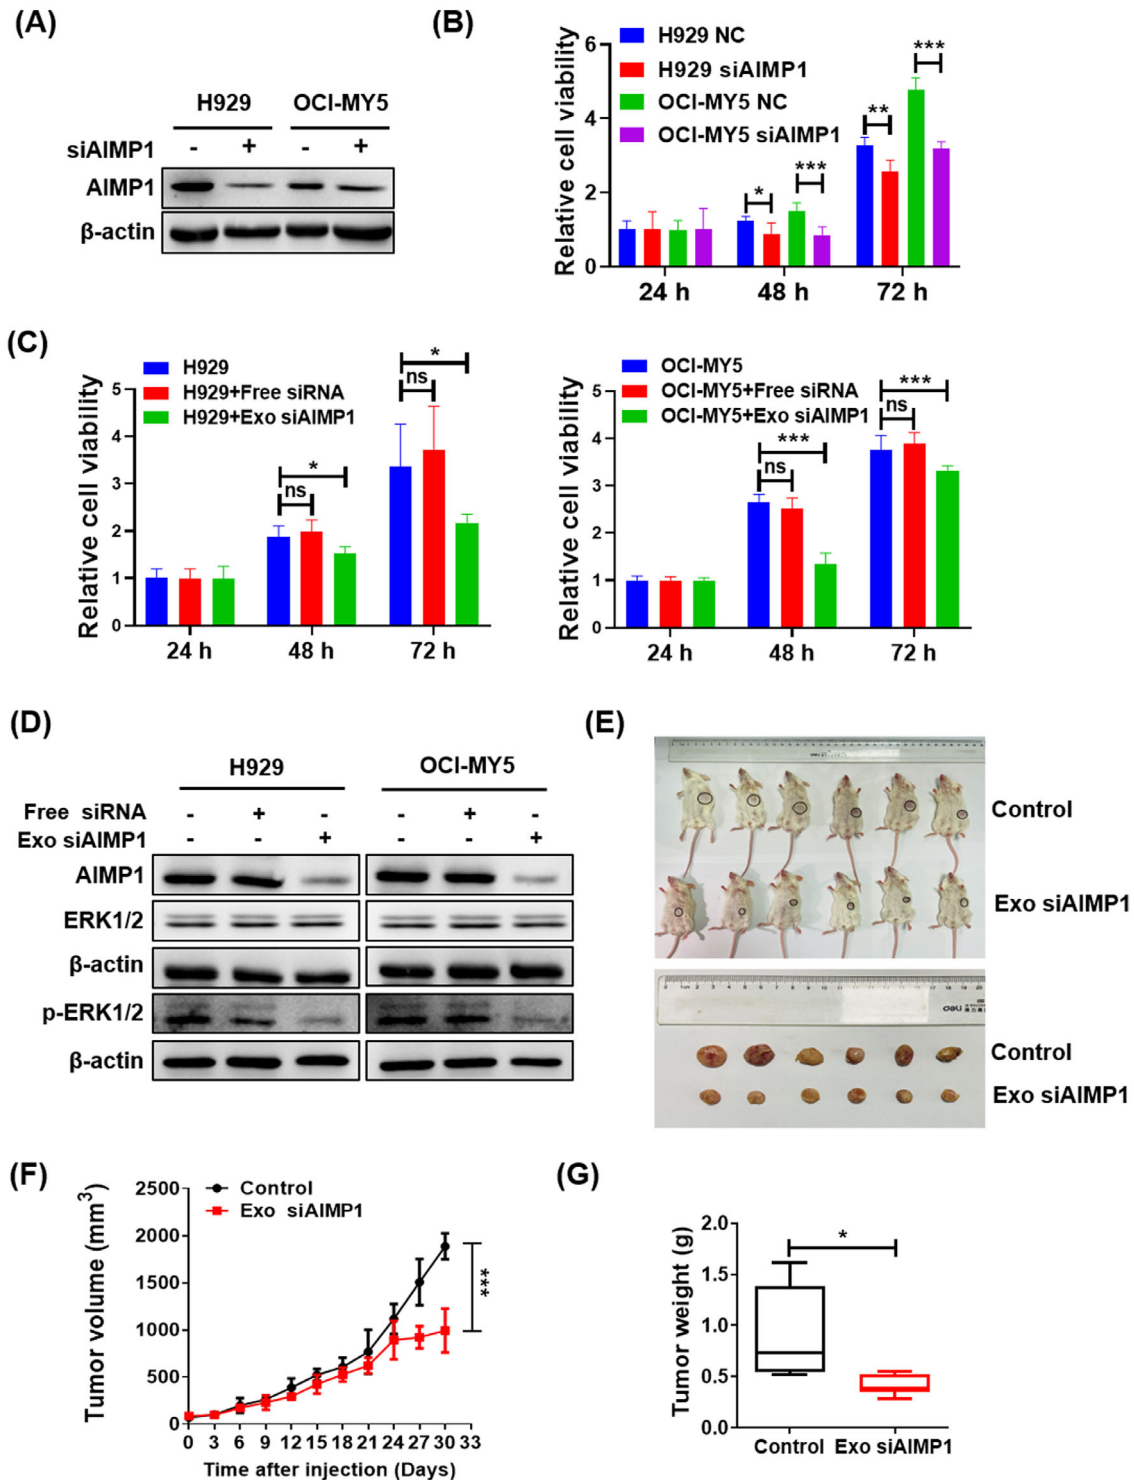 (A)
H929 OCI-MY5
siAIMP1 - + - +
AIMP1
β-actin
(B)
H929 NC
H929 siAIMP1
OCI-MY5 NC
OCI-MY5 siAIMP1
Relative cell viability
6
4
2
0
* *** ** ***
24 h 48 h 72 h
(C)
H929
H929+Free siRNA
H929+Exo siAIMP1
Relative cell viability
5
4
3
2
1
0
ns * ns *
24 h 48 h 72 h
OCI-MY5
OCI-MY5+Free siRNA
OCI-MY5+Exo siAIMP1
Relative cell viability
5
4
3
2
1
0
ns *** ns ***
24 h 48 h 72 h
(D)
H929 OCI-MY5
Free siRNA - + - - + -
Exo siAIMP1 - - + - - +
AIMP1
ERK1/2
β-actin
p-ERK1/2
β-actin
(E)
Control
Exo siAIMP1
deli
Control
Exo siAIMP1
(F)
Control
Exo siAIMP1
Tumor volume (mm³)
2500
2000
1500
1000
500
0
***
0 3 6 9 12 15 18 21 24 27 30 33
Time after injection (Days)
(G)
Tumor weight (g)
2.0
1.5
1.0
0.5
0.0
*
Control Exo siAIMP1